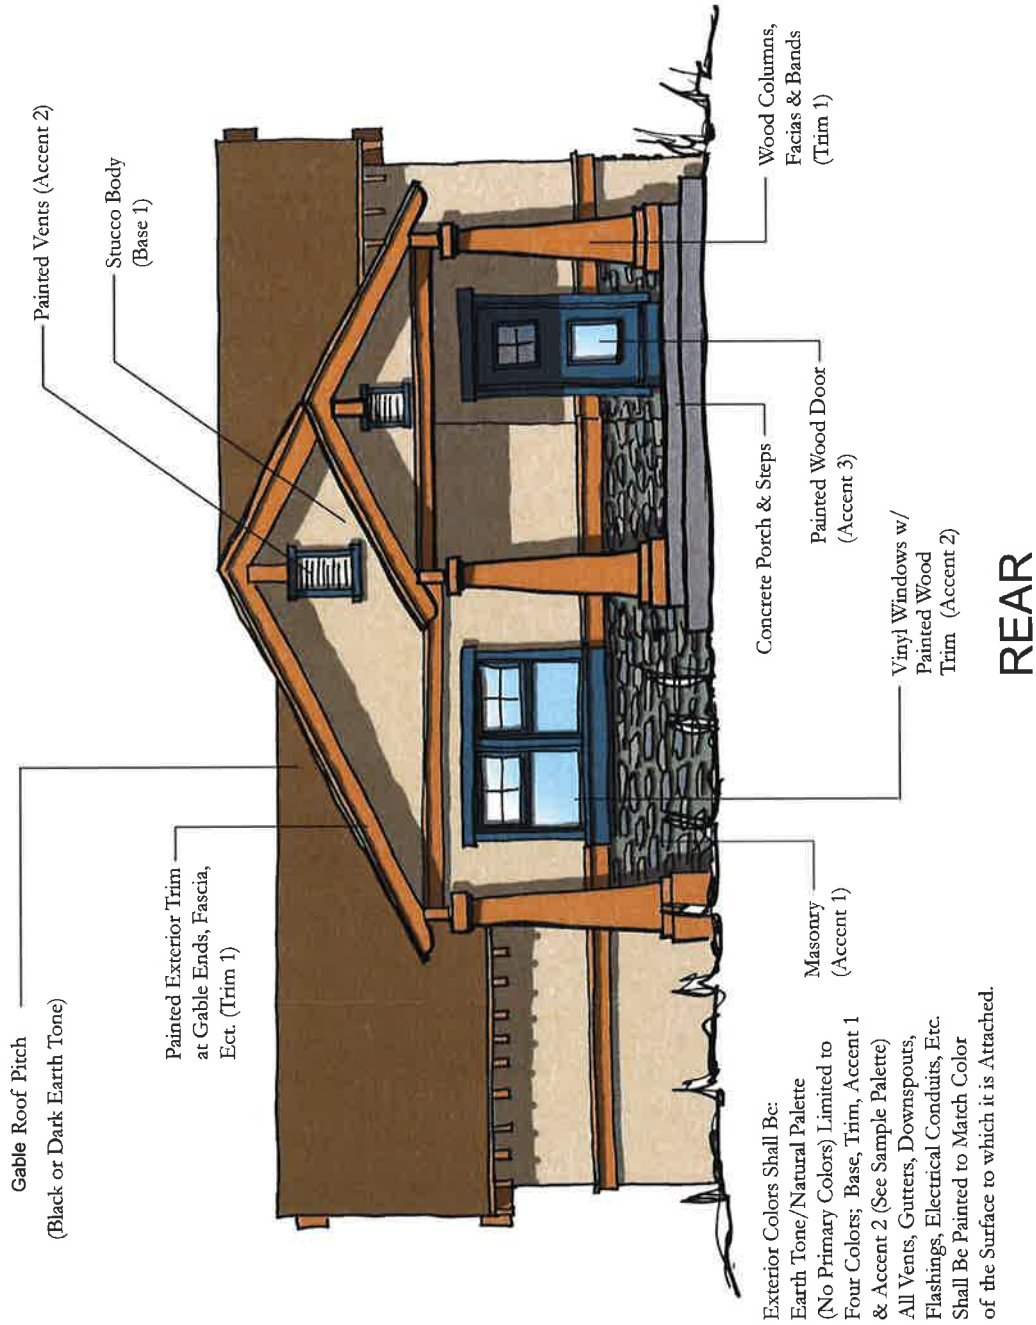 Gable Roof Pitch
(Black or Dark Earth Tone)
Painted Exterior Trim
at Gable Ends, Fascia,
Ect. (Trim 1)
Painted Vents (Accent 2)
Stucco Body
(Base 1)
Exterior Colors Shall Be:
Earth Tone/Natural Palette
(No Primary Colors) Limited to
Four Colors; Base, Trim, Accent 1
& Accent 2 (See Sample Palette)
All Vents, Gutters, Downspouts,
Flashings, Electrical Conduits, Etc.
Shall Be Painted to Match Color
of the Surface to which it is Attached.
Masonry
(Accent 1)
Vinyl Windows w/
Painted Wood
Trim (Accent 2)
Concrete Porch & Steps
Painted Wood Door
(Accent 3)
Wood Columns,
Facias & Bands
(Trim 1)
REAR